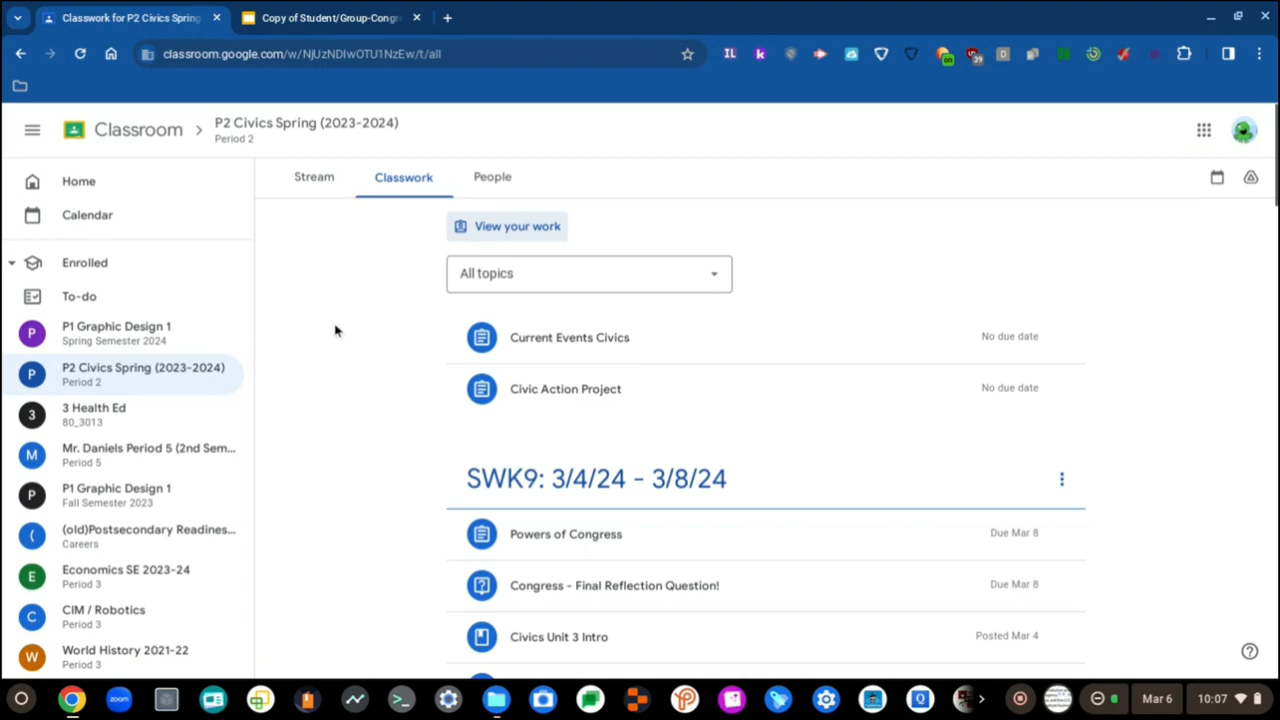 Classwork for P2 Civics Spring
Copy of Student/Group-Congr
classroom.google.com/w/NjUzNDIwOTU1NzEw/t/all
IL
k
on
39
D
Classroom
P2 Civics Spring (2023-2024)
Period 2
Home
Calendar
Enrolled
To-do
P
P1 Graphic Design 1
Spring Semester 2024
P
P2 Civics Spring (2023-2024)
Period 2
3
3 Health Ed
80_3013
M
Mr. Daniels Period 5 (2nd Sem...
Period 5
P
P1 Graphic Design 1
Fall Semester 2023
(
(old)Postsecondary Readines...
Careers
E
Economics SE 2023-24
Period 3
C
CIM / Robotics
Period 3
W
World History 2021-22
Period 3
Stream
Classwork
People
View your work
All topics
Current Events Civics
No due date
Civic Action Project
No due date
SWK9: 3/4/24 - 3/8/24
Powers of Congress
Due Mar 8
Congress - Final Reflection Question!
Due Mar 8
Civics Unit 3 Intro
Posted Mar 4
zoom
Q
Mar 6
10:07